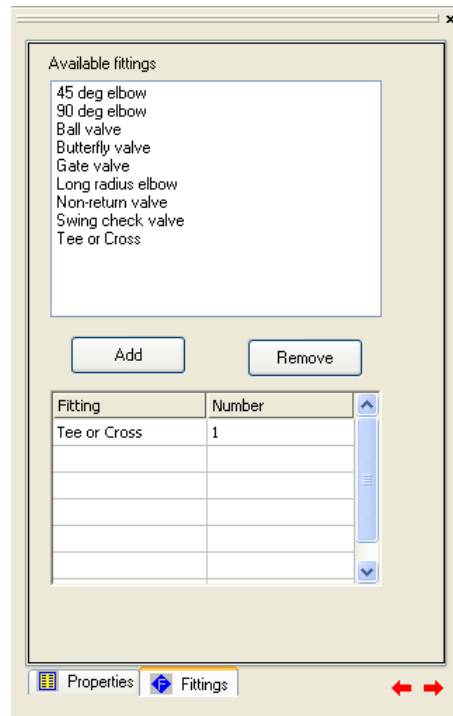 Available fittings
45 deg elbow
90 deg elbow
Ball valve
Butterfly valve
Gate valve
Long radius elbow
Non-return valve
Swing check valve
Tee or Cross
Add Remove
Fitting Number
Tee or Cross 1
Properties F Fittings